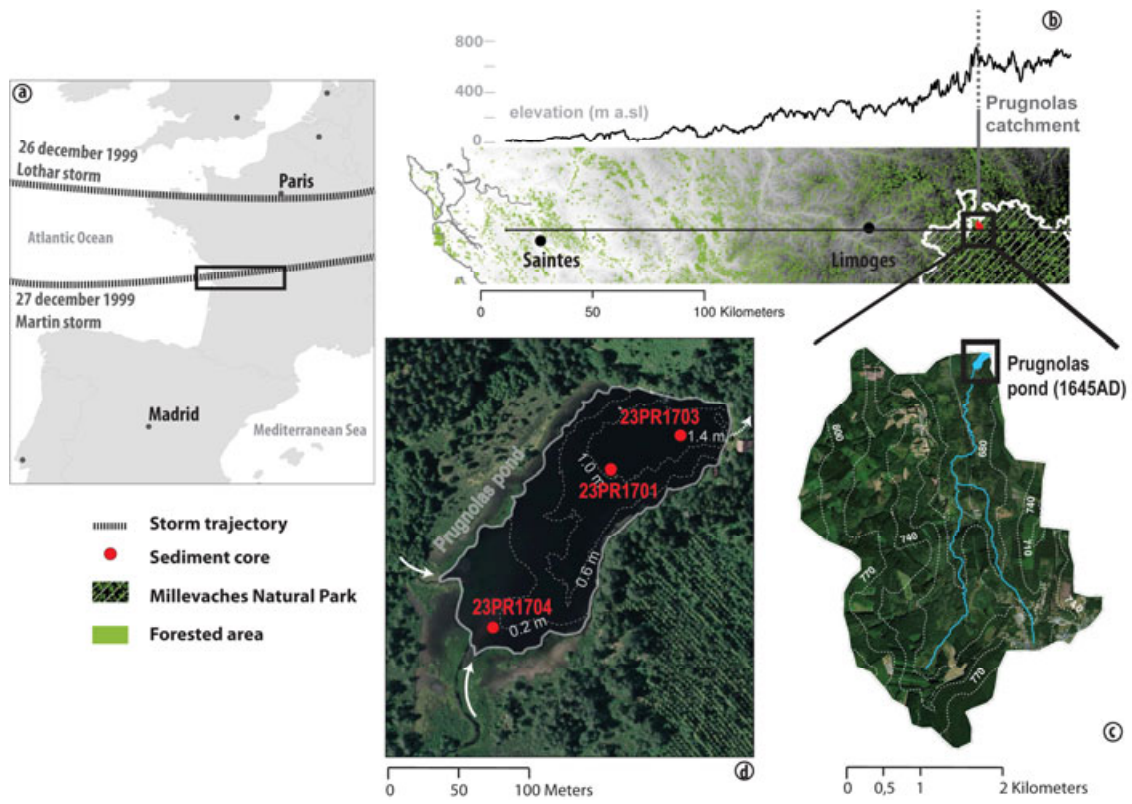 a
26 december 1999
Lothar storm
Paris
Atlantic Ocean
27 december 1999
Martin storm
Madrid
Mediterranean Sea
Storm trajectory
Sediment core
Millevaches Natural Park
Forested area
b
800
400
0
elevation (m a.sl)
Prugnolas
catchment
Saintes
Limoges
0 50 100 Kilometers
Prugnolas
pond (1645AD)
800
680
740
740
710
770
740
770
c
0 0,5 1 2 Kilometers
Prugnolas pond
23PR1703
1.4 m
1.0 m
23PR1701
0.6 m
23PR1704
0.2 m
d
0 50 100 Meters